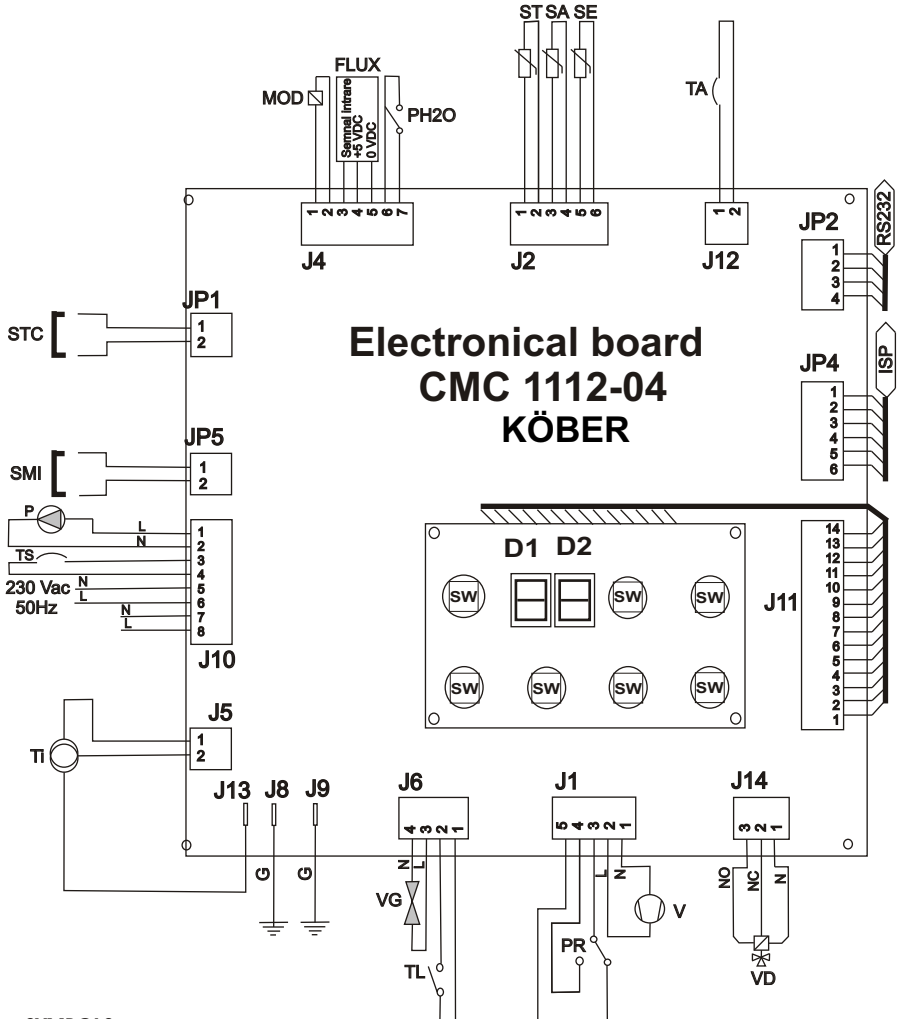 ST SA SE
FLUX
MOD
Semnal intrare
+5 VDC
0 VDC
PH2O
TA
1 2 3 4 5 6 7
J4
1 2 3 4 5 6
J2
1 2
J12
JP2
1
2
3
4
RS232
JP1
1
2
STC
Electronical board
CMC 1112-04
KÖBER
JP4
1
2
3
4
5
6
ISP
JP5
1
2
SMI
P
L
N
TS
230 Vac
50Hz
N
L
N
L
1
2
3
4
5
6
7
8
J10
D1 D2
SW
SW
SW
SW
SW
SW
SW
J11
14
13
12
11
10
9
8
7
6
5
4
3
2
1
J5
1
2
Ti
J13 J8 J9
G
G
J6
4 3 2 1
N
L
VG
TL
J1
5 4 3 2 1
L
N
V
PR
J14
3 2 1
NO
NC
N
VD